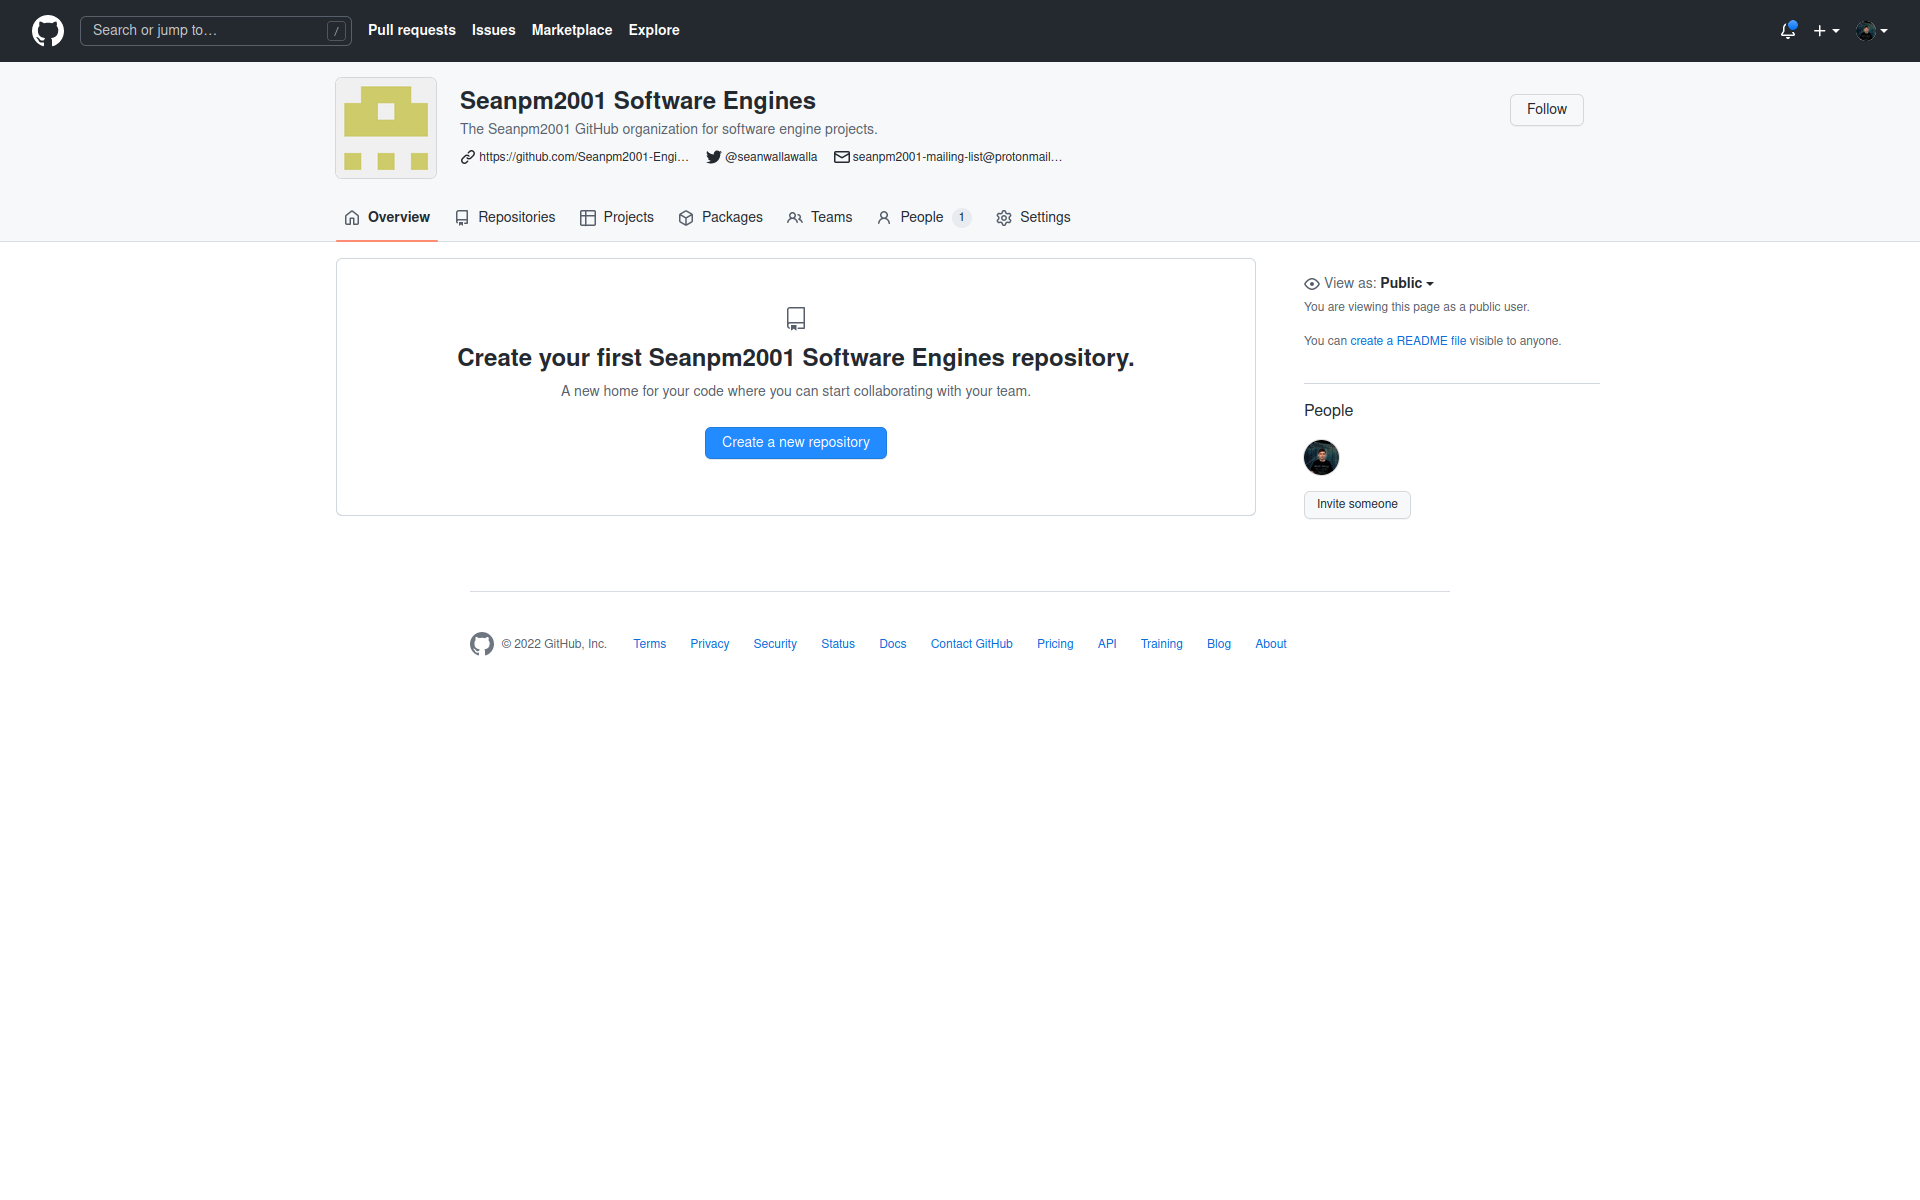 Search or jump to… /
Pull requests Issues Marketplace Explore
Seanpm2001 Software Engines
Follow
The Seanpm2001 GitHub organization for software engine projects.
https://github.com/Seanpm2001-Engi… @seanwallawalla seanpm2001-mailing-list@protonmail…
Overview Repositories Projects Packages Teams People 1 Settings
Create your first Seanpm2001 Software Engines repository.
A new home for your code where you can start collaborating with your team.
Create a new repository
View as: Public
You are viewing this page as a public user.
You can create a README file visible to anyone.
People
Invite someone
© 2022 GitHub, Inc. Terms Privacy Security Status Docs Contact GitHub Pricing API Training Blog About